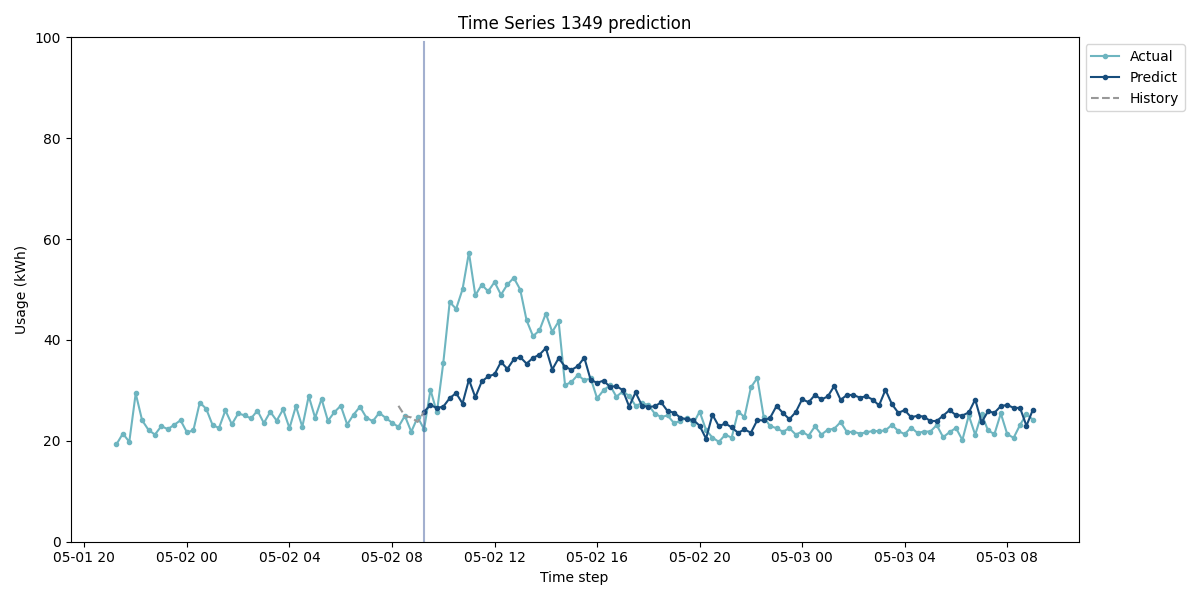 Time Series 1349 prediction
Usage (kWh)
100
80
60
40
20
0
05-01 20
05-02 00
05-02 04
05-02 08
05-02 12
05-02 16
05-02 20
05-03 00
05-03 04
05-03 08
Time step
Actual
Predict
History